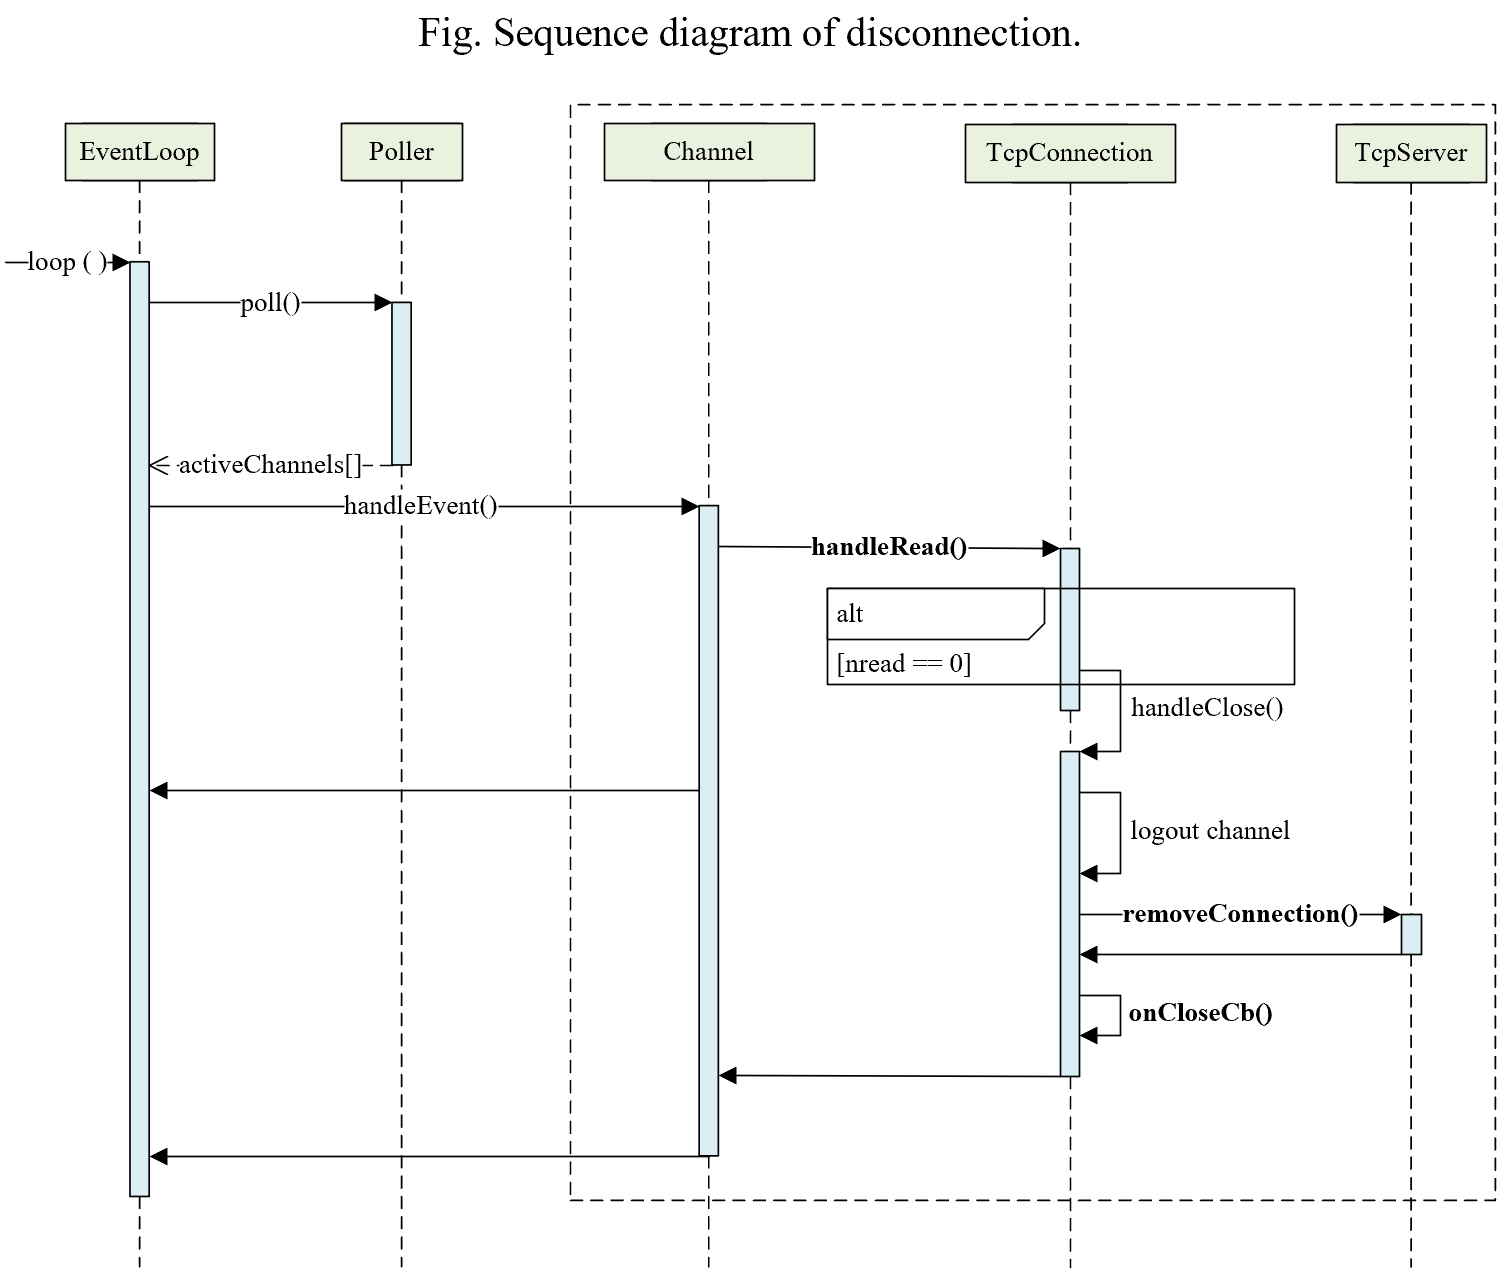 Fig. Sequence diagram of disconnection.
EventLoop
Poller
Channel
TcpConnection
TcpServer
loop ( )
poll()
activeChannels[]
handleEvent()
handleRead()
alt
[nread == 0]
handleClose()
logout channel
removeConnection()
onCloseCb()